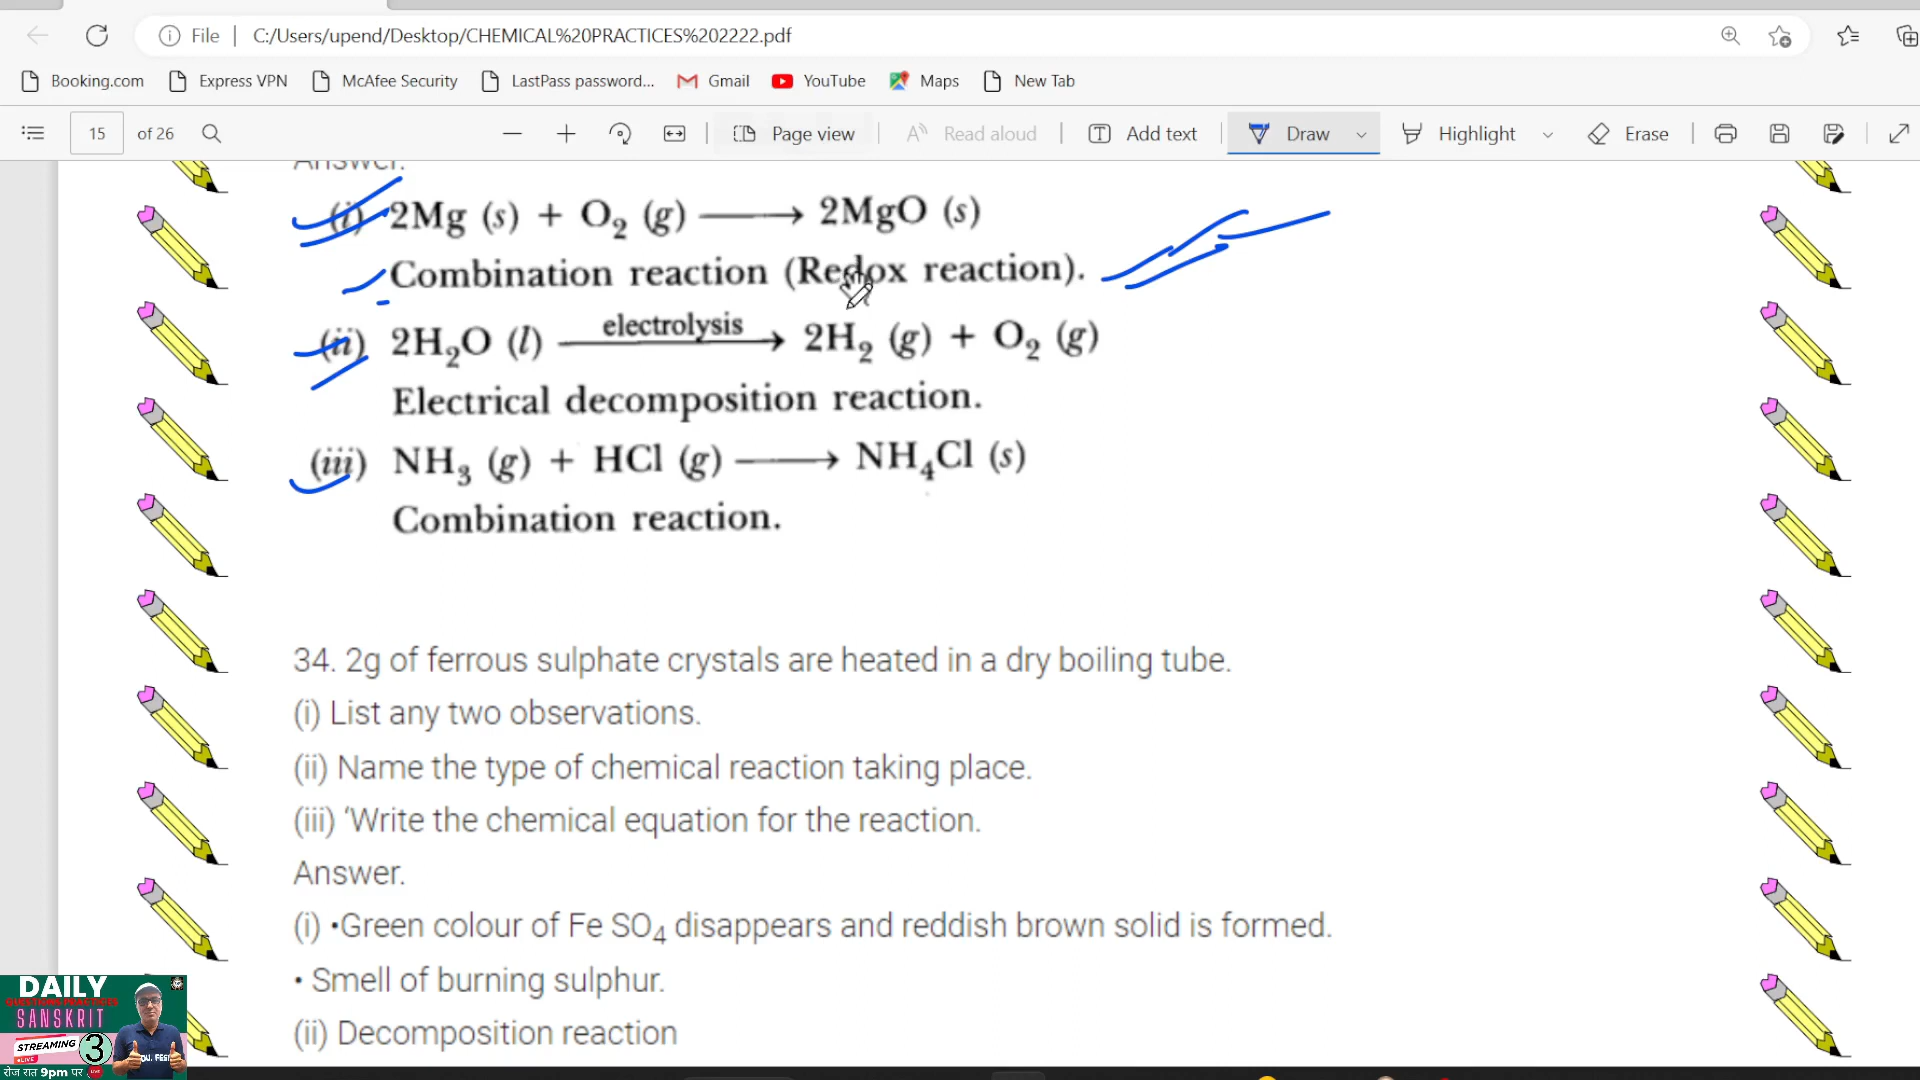 File | C:/Users/upend/Desktop/CHEMICAL%20PRACTICES%202222.pdf
Booking.com Express VPN McAfee Security LastPass password... Gmail YouTube Maps New Tab
15 of 26 Page view Read aloud Add text Draw Highlight Erase
Answer.
(i) 2Mg (s) + O₂ (g) ⟶ 2MgO (s)
Combination reaction (Redox reaction).
electrolysis
(ii) 2H₂O (l) ⟶ 2H₂ (g) + O₂ (g)
Electrical decomposition reaction.
(iii) NH₃ (g) + HCl (g) ⟶ NH₄Cl (s)
Combination reaction.
34. 2g of ferrous sulphate crystals are heated in a dry boiling tube.
(i) List any two observations.
(ii) Name the type of chemical reaction taking place.
(iii) ‘Write the chemical equation for the reaction.
Answer.
(i) •Green colour of Fe SO₄ disappears and reddish brown solid is formed.
• Smell of burning sulphur.
(ii) Decomposition reaction
DAILY
QUESTIONS PRACTICES
SANSKRIT
STREAMING 3
LIVE
रोज रात 9pm पर LIVE